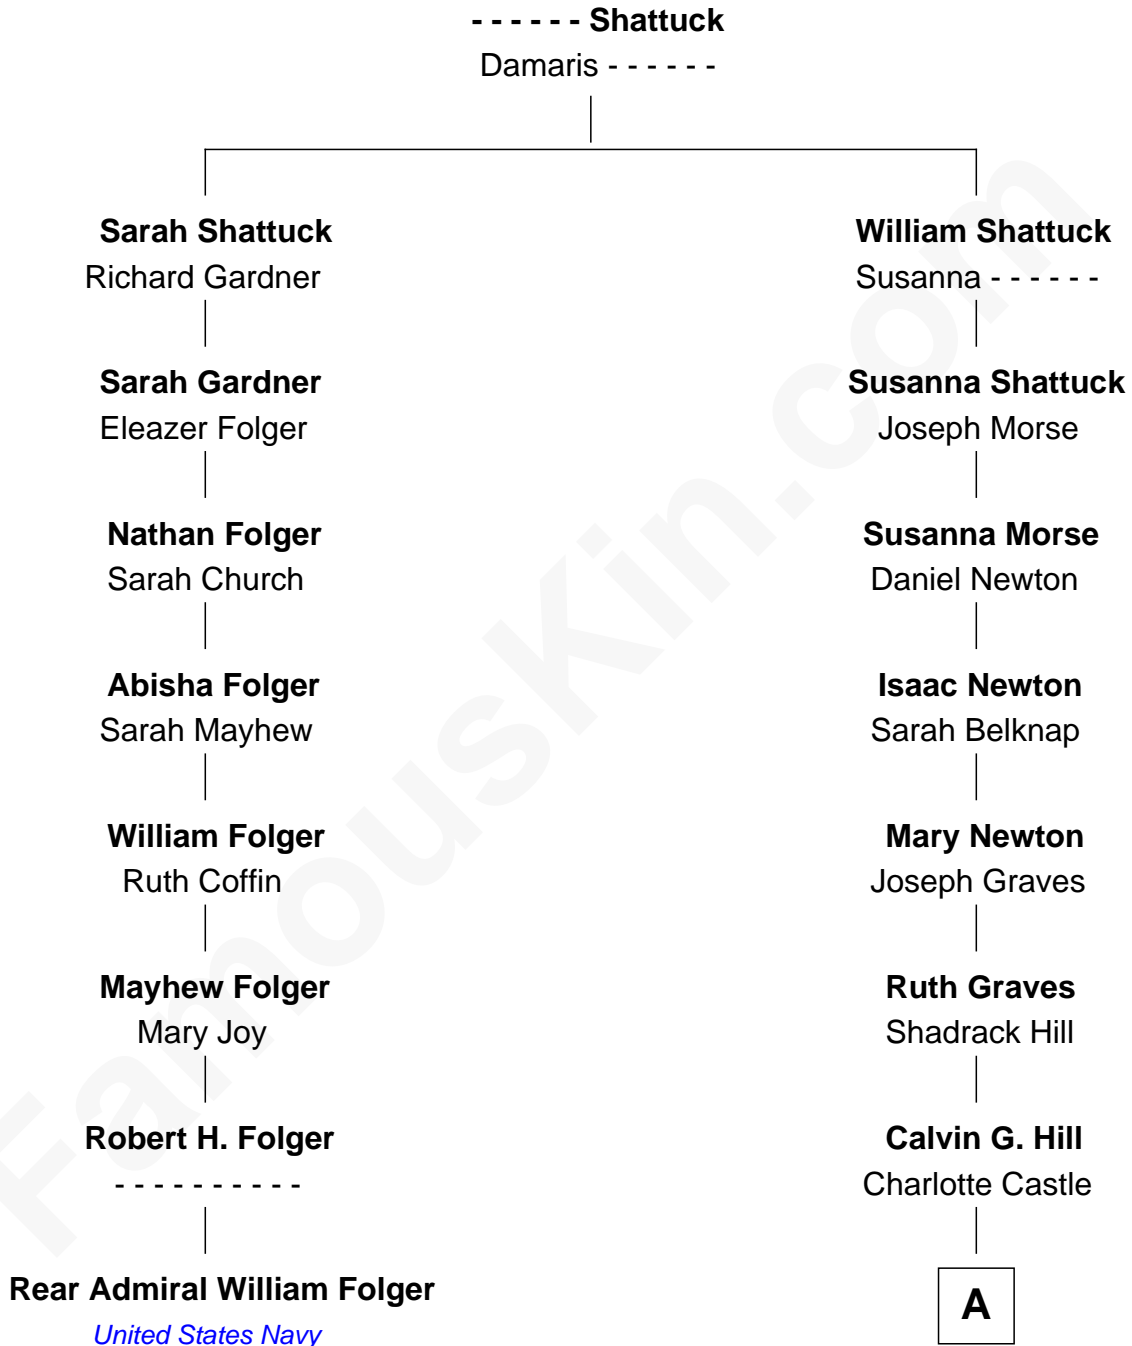 - - - - - - Shattuck
Damaris - - - - - -
Sarah Shattuck
Richard Gardner
William Shattuck
Susanna - - - - - -
Sarah Gardner
Eleazer Folger
Susanna Shattuck
Joseph Morse
Nathan Folger
Sarah Church
Susanna Morse
Daniel Newton
Abisha Folger
Sarah Mayhew
Isaac Newton
Sarah Belknap
William Folger
Ruth Coffin
Mary Newton
Joseph Graves
Mayhew Folger
Mary Joy
Ruth Graves
Shadrack Hill
Robert H. Folger
- - - - - - - - - -
Calvin G. Hill
Charlotte Castle
Rear Admiral William Folger
United States Navy
A
FamousKin.com